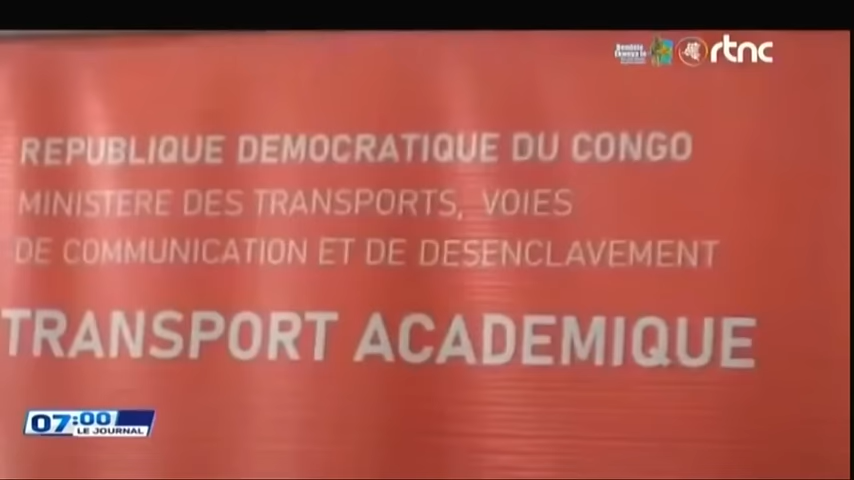 rtnc
REPUBLIQUE DEMOCRATIQUE DU CONGO
MINISTERE DES TRANSPORTS, VOIES
DE COMMUNICATION ET DE DESENCLAVEMENT
TRANSPORT ACADEMIQUE
07:00
LE JOURNAL